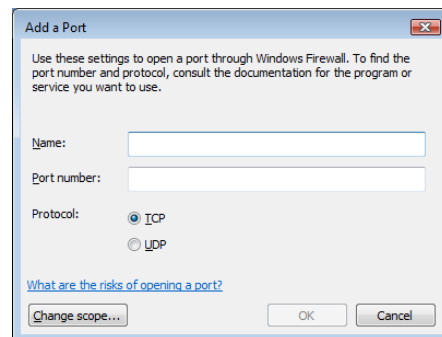 Add a Port
Use these settings to open a port through Windows Firewall. To find the
port number and protocol, consult the documentation for the program or
service you want to use.
Name:
Port number:
Protocol:
TCP
UDP
What are the risks of opening a port?
Change scope...
OK
Cancel